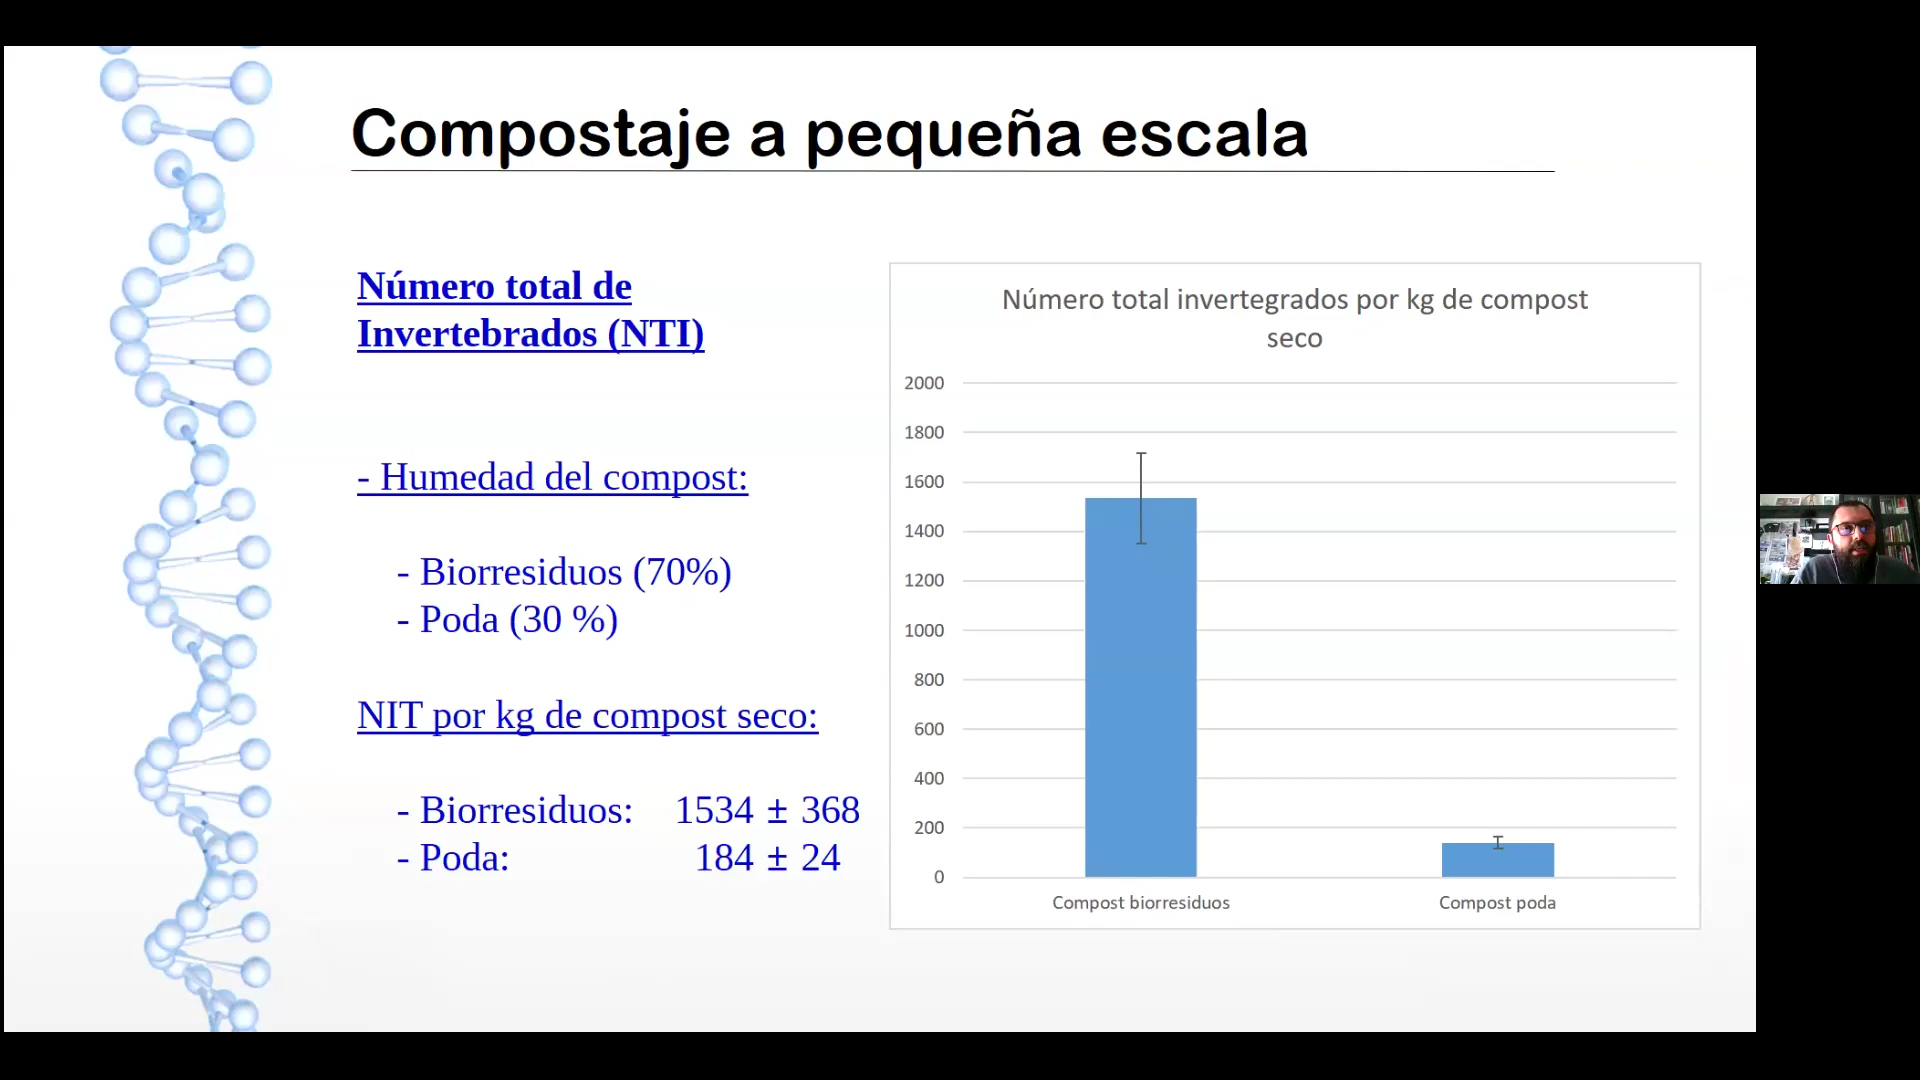 Compostaje a pequeña escala
Número total de
Invertebrados (NTI)
- Humedad del compost:
- Biorresiduos (70%)
- Poda (30 %)
NIT por kg de compost seco:
- Biorresiduos: 1534 ± 368
- Poda: 184 ± 24
Número total invertegrados por kg de compost
seco
2000
1800
1600
1400
1200
1000
800
600
400
200
0
Compost biorresiduos
Compost poda